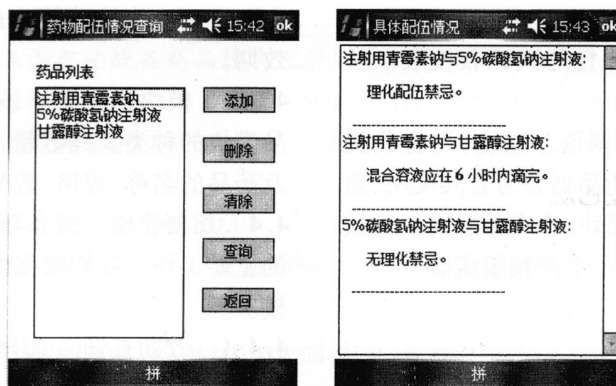 药物配伍情况查询 15:42 ok
药品列表
注射用青霉素钠
5%碳酸氢钠注射液
甘露醇注射液
添加
删除
清除
查询
返回
拼
具体配伍情况 15:43 ok
注射用青霉素钠与5%碳酸氢钠注射液:
理化配伍禁忌。
--------------------------------
注射用青霉素钠与甘露醇注射液:
混合溶液应在6小时内滴完。
--------------------------------
5%碳酸氢钠注射液与甘露醇注射液:
无理化禁忌。
--------------------------------
拼